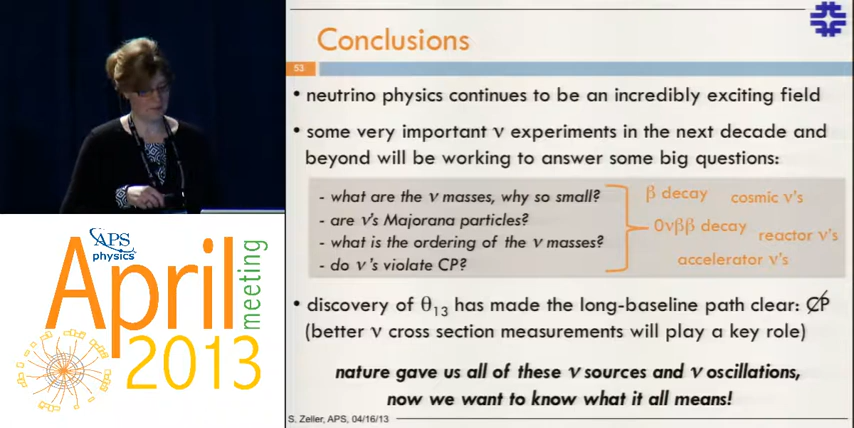 Conclusions
53
• neutrino physics continues to be an incredibly exciting field
• some very important ν experiments in the next decade and
beyond will be working to answer some big questions:
- what are the ν masses, why so small?
- are ν's Majorana particles?
- what is the ordering of the ν masses?
- do ν's violate CP?
β decay
cosmic ν's
0νββ decay
reactor ν's
accelerator ν's
• discovery of θ13 has made the long-baseline path clear: CP
(better ν cross section measurements will play a key role)
nature gave us all of these ν sources and ν oscillations,
now we want to know what it all means!
S. Zeller, APS, 04/16/13
APS
physics
April
meeting
2013